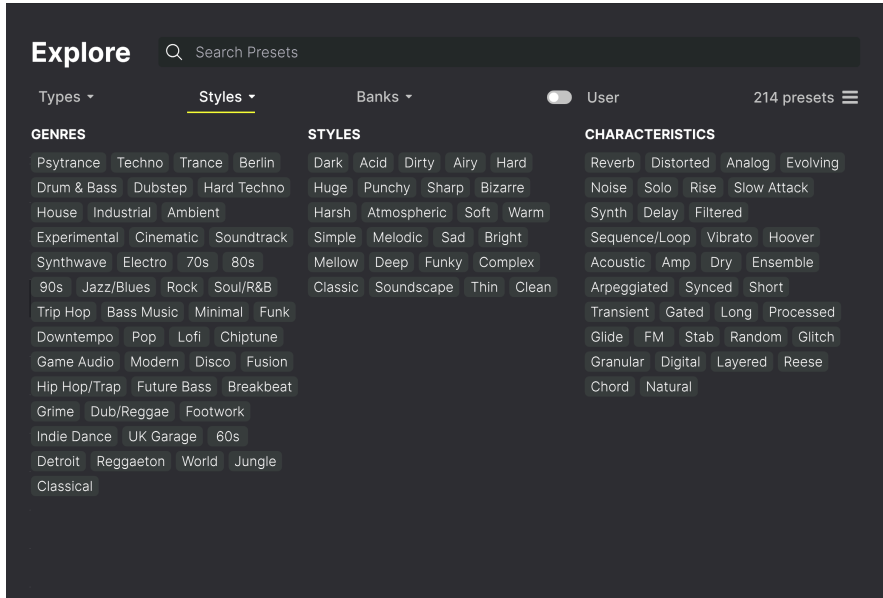 Explore
Search Presets
Types
Styles
Banks
User
214 presets
GENRES
Psytrance Techno Trance Berlin
Drum & Bass Dubstep Hard Techno
House Industrial Ambient
Experimental Cinematic Soundtrack
Synthwave Electro 70s 80s
90s Jazz/Blues Rock Soul/R&B
Trip Hop Bass Music Minimal Funk
Downtempo Pop Lofi Chiptune
Game Audio Modern Disco Fusion
Hip Hop/Trap Future Bass Breakbeat
Grime Dub/Reggae Footwork
Indie Dance UK Garage 60s
Detroit Reggaeton World Jungle
Classical
STYLES
Dark Acid Dirty Airy Hard
Huge Punchy Sharp Bizarre
Harsh Atmospheric Soft Warm
Simple Melodic Sad Bright
Mellow Deep Funky Complex
Classic Soundscape Thin Clean
CHARACTERISTICS
Reverb Distorted Analog Evolving
Noise Solo Rise Slow Attack
Synth Delay Filtered
Sequence/Loop Vibrato Hoover
Acoustic Amp Dry Ensemble
Arpeggiated Synced Short
Transient Gated Long Processed
Glide FM Stab Random Glitch
Granular Digital Layered Reese
Chord Natural